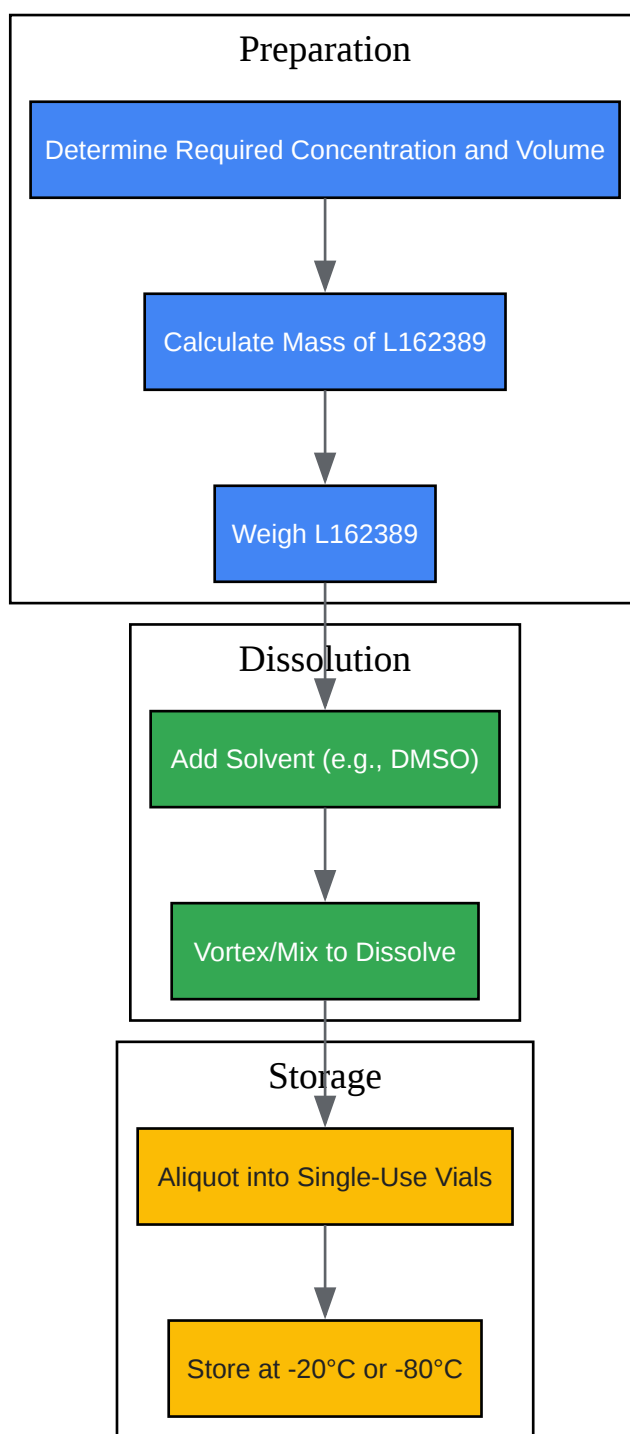 Preparation
Determine Required Concentration and Volume
Calculate Mass of L162389
Weigh L162389
Dissolution
Add Solvent (e.g., DMSO)
Vortex/Mix to Dissolve
Storage
Aliquot into Single-Use Vials
Store at -20°C or -80°C